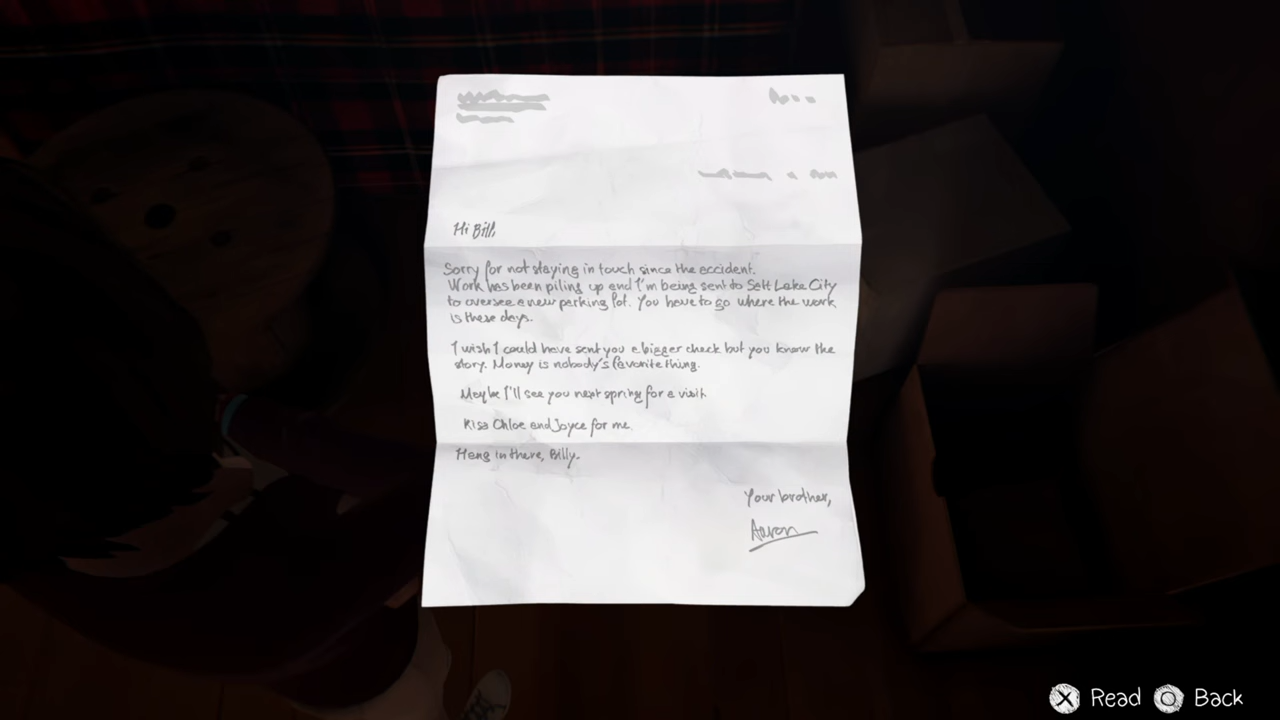 Hi Bill,
Sorry for not staying in touch since the accident.
Work has been piling up and I'm being sent to Salt Lake City
to oversee a new parking lot. You have to go where the work
is these days.
I wish I could have sent you a bigger check but you know the
story. Money is nobody's favorite thing.
Maybe I'll see you next spring for a visit.
Kiss Chloe and Joyce for me.
Hang in there, Billy.
Your brother,
Aaron
Read
Back